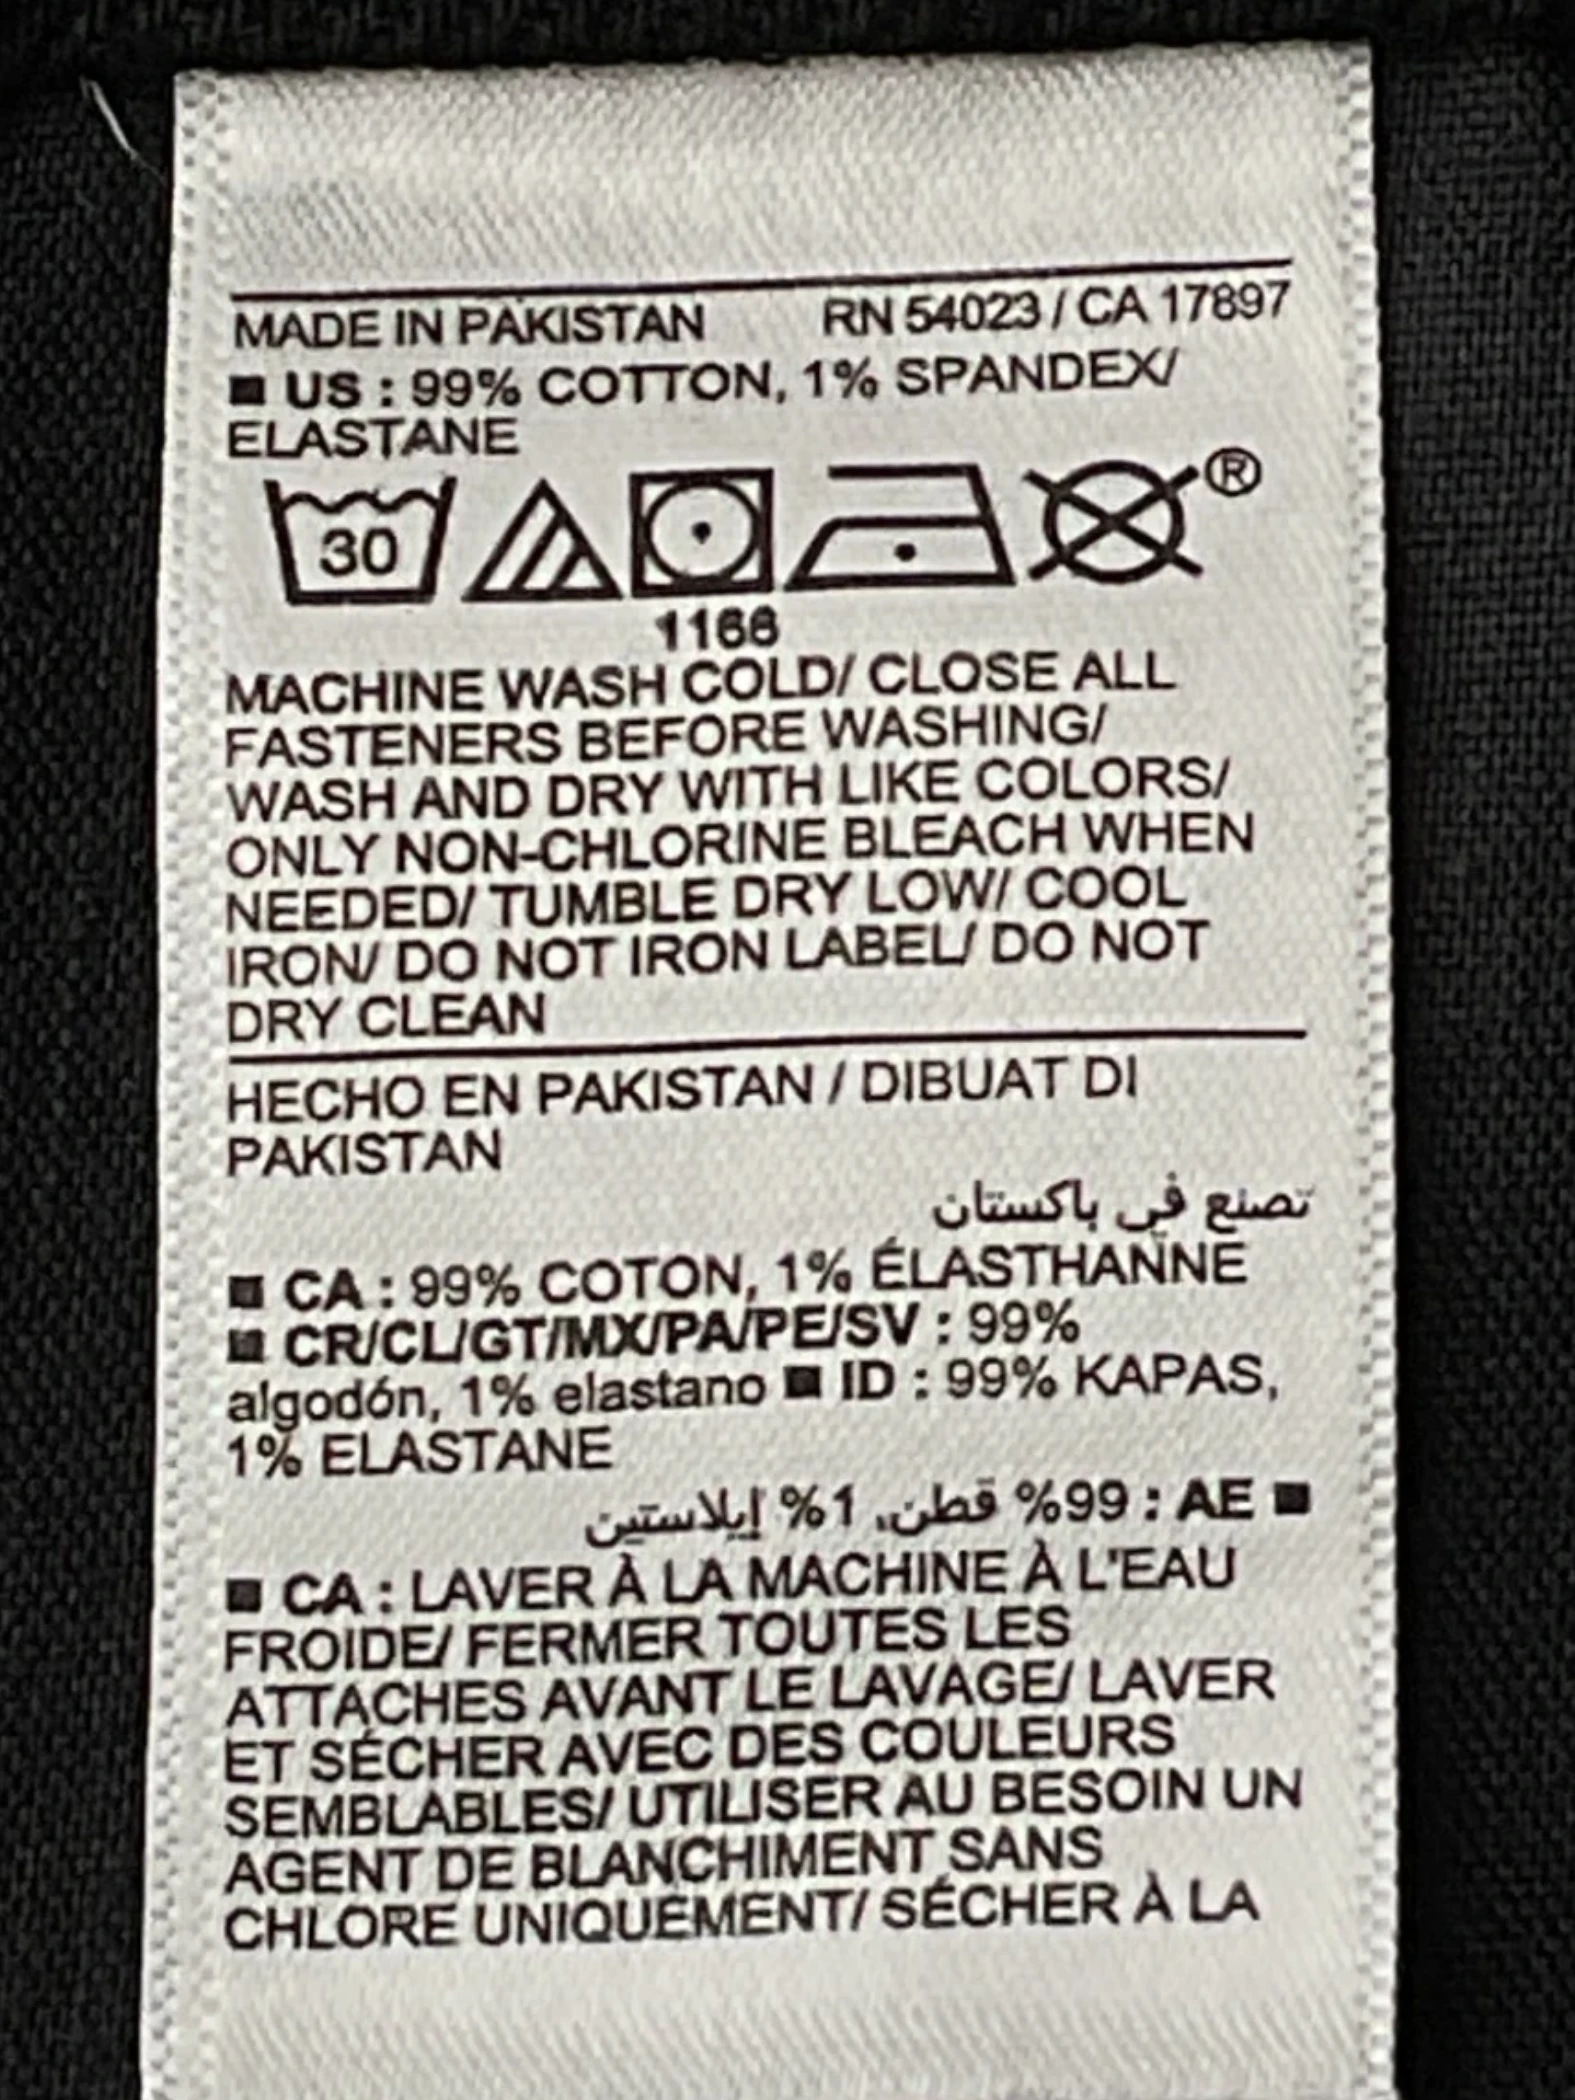 MADE IN PAKISTAN RN 54023 / CA 17897
■ US : 99% COTTON, 1% SPANDEX/
ELASTANE
30 ®
1166
MACHINE WASH COLD/ CLOSE ALL
FASTENERS BEFORE WASHING/
WASH AND DRY WITH LIKE COLORS/
ONLY NON-CHLORINE BLEACH WHEN
NEEDED/ TUMBLE DRY LOW/ COOL
IRON/ DO NOT IRON LABEL/ DO NOT
DRY CLEAN
HECHO EN PAKISTAN / DIBUAT DI
PAKISTAN
تصنع في باكستان
■ CA : 99% COTON, 1% ÉLASTHANNE
■ CR/CL/GT/MX/PA/PE/SV : 99%
algodón, 1% elastano ■ ID : 99% KAPAS,
1% ELASTANE
■ AE : 99% قطن, 1% إيلاستين
■ CA : LAVER À LA MACHINE À L'EAU
FROIDE/ FERMER TOUTES LES
ATTACHES AVANT LE LAVAGE/ LAVER
ET SÉCHER AVEC DES COULEURS
SEMBLABLES/ UTILISER AU BESOIN UN
AGENT DE BLANCHIMENT SANS
CHLORE UNIQUEMENT/ SÉCHER À LA